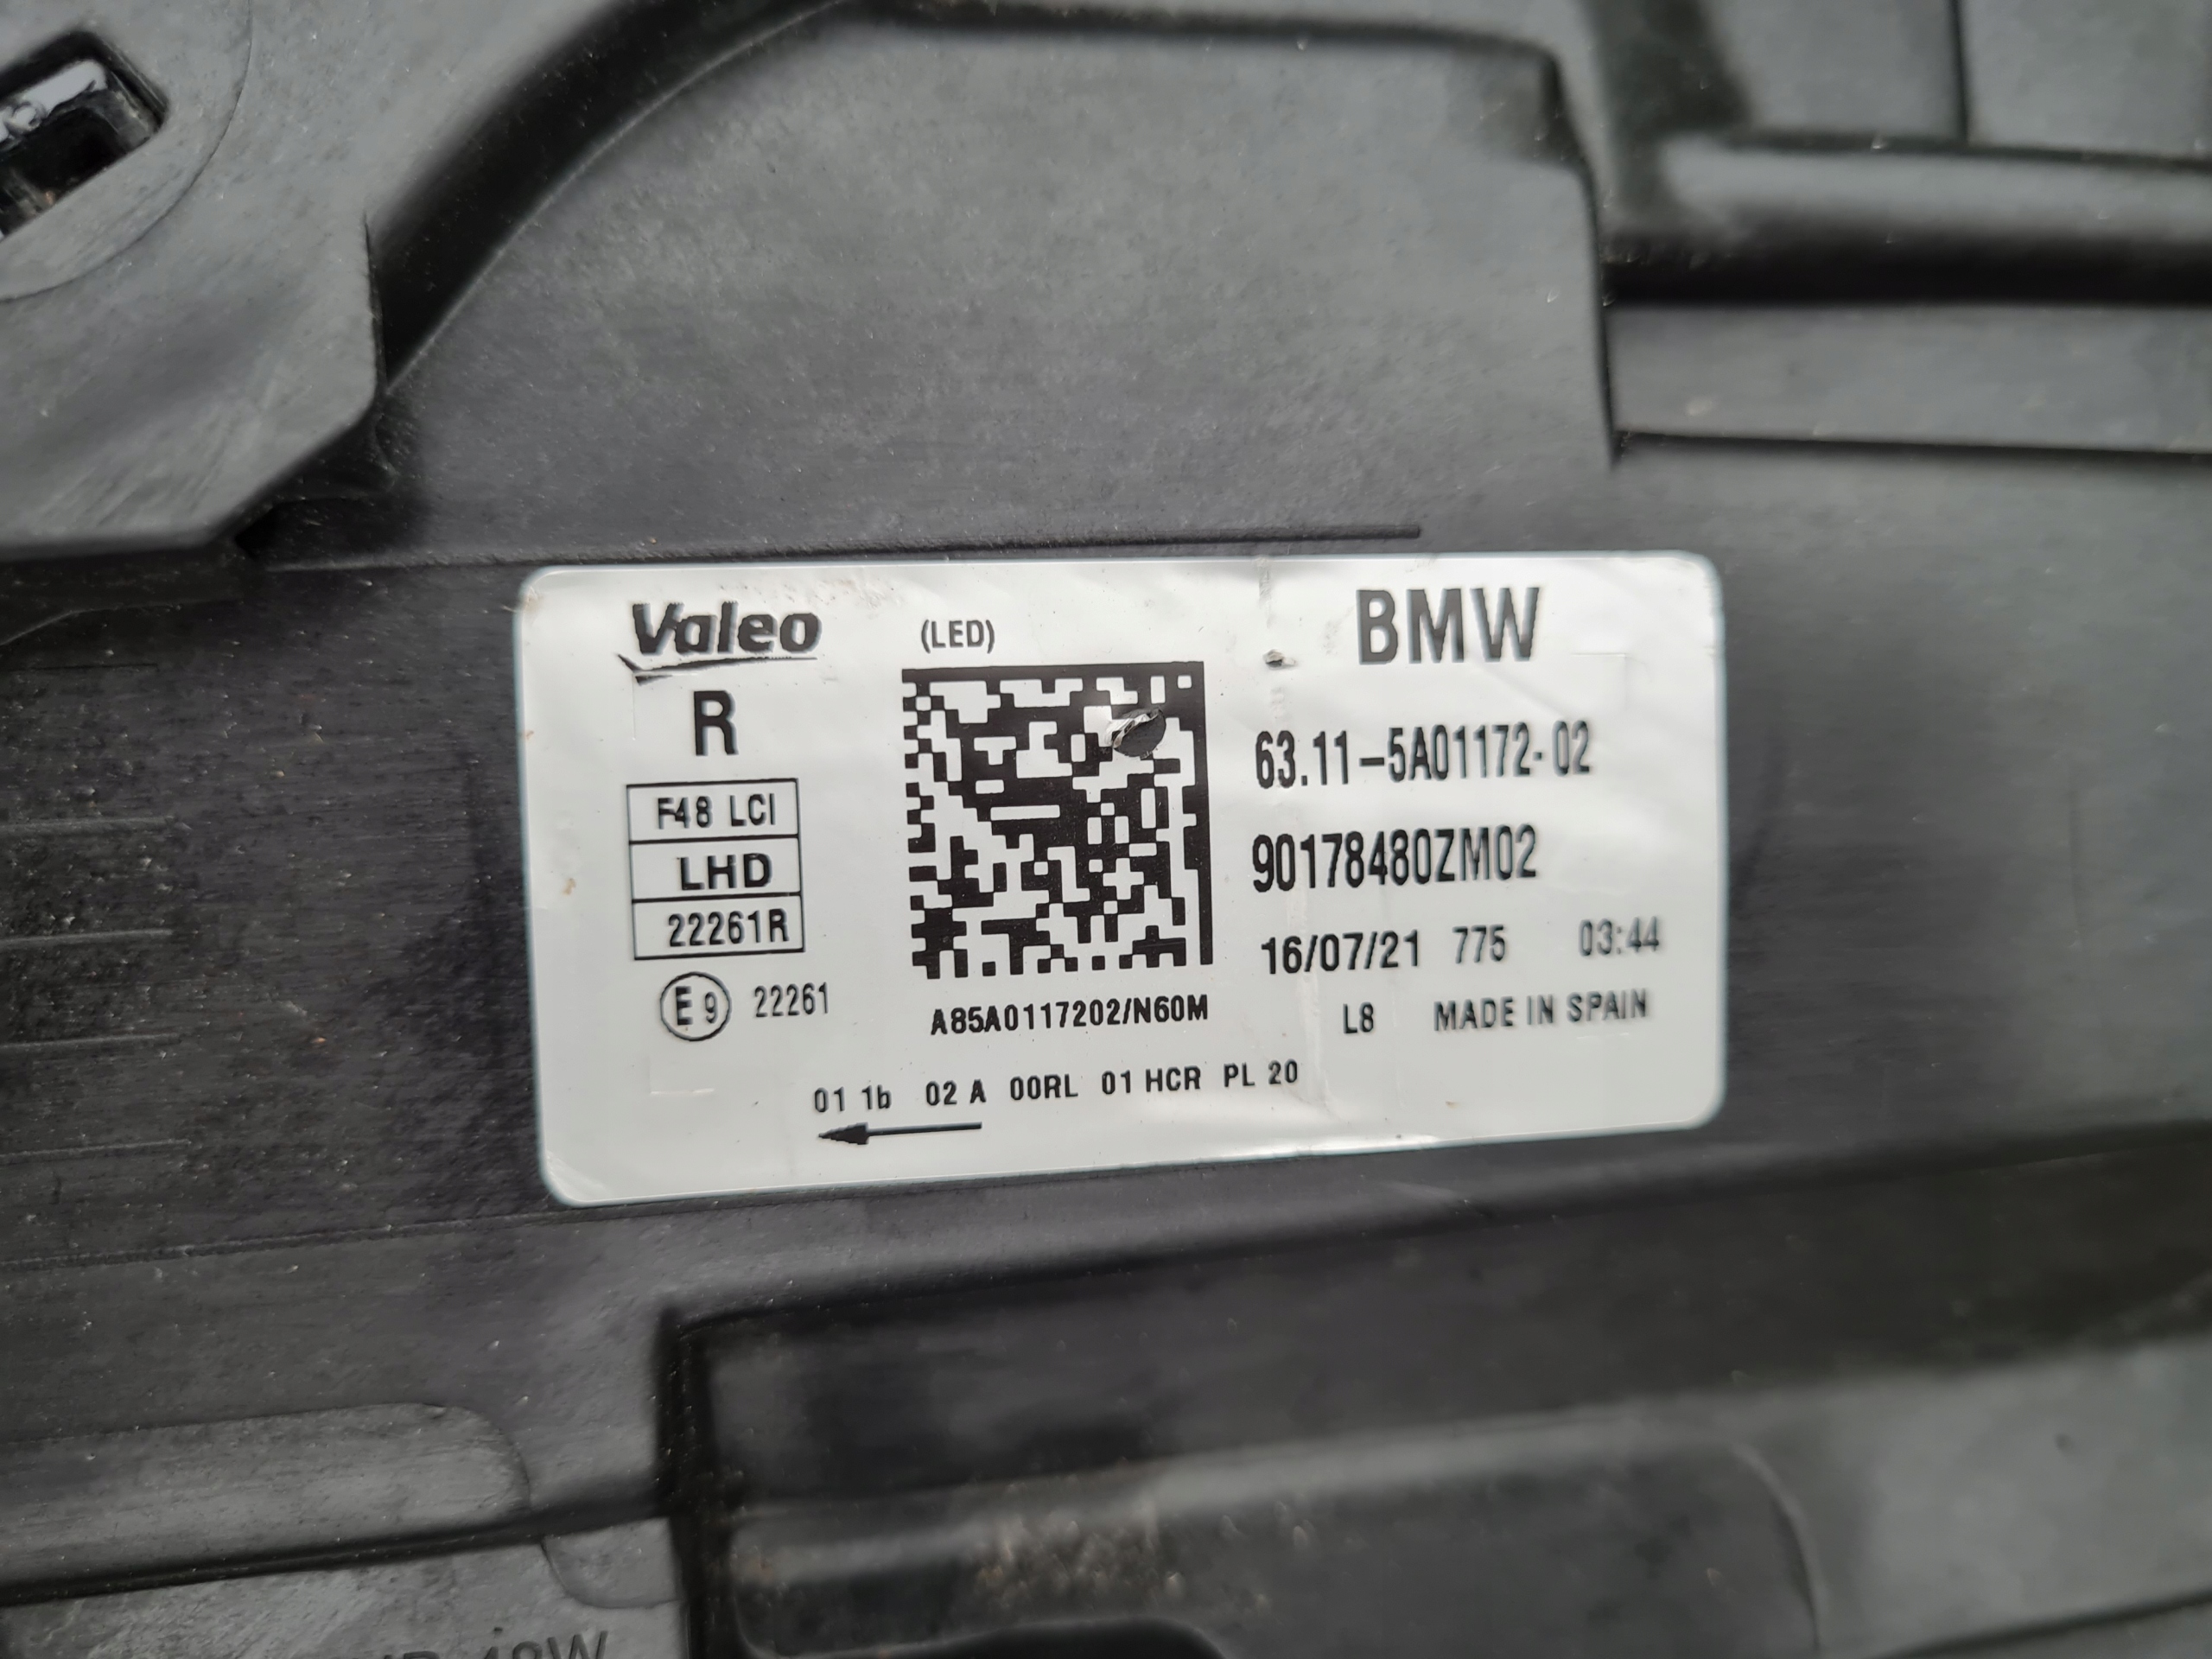 Valeo (LED) BMW
R
63.11-5A01172-02
F48 LCI
LHD
90178480ZM02
22261R
16/07/21 775 03:44
E9 22261
A85A0117202/N60M
L8 MADE IN SPAIN
01 1b 02 A 00RL 01 HCR PL 20
48W